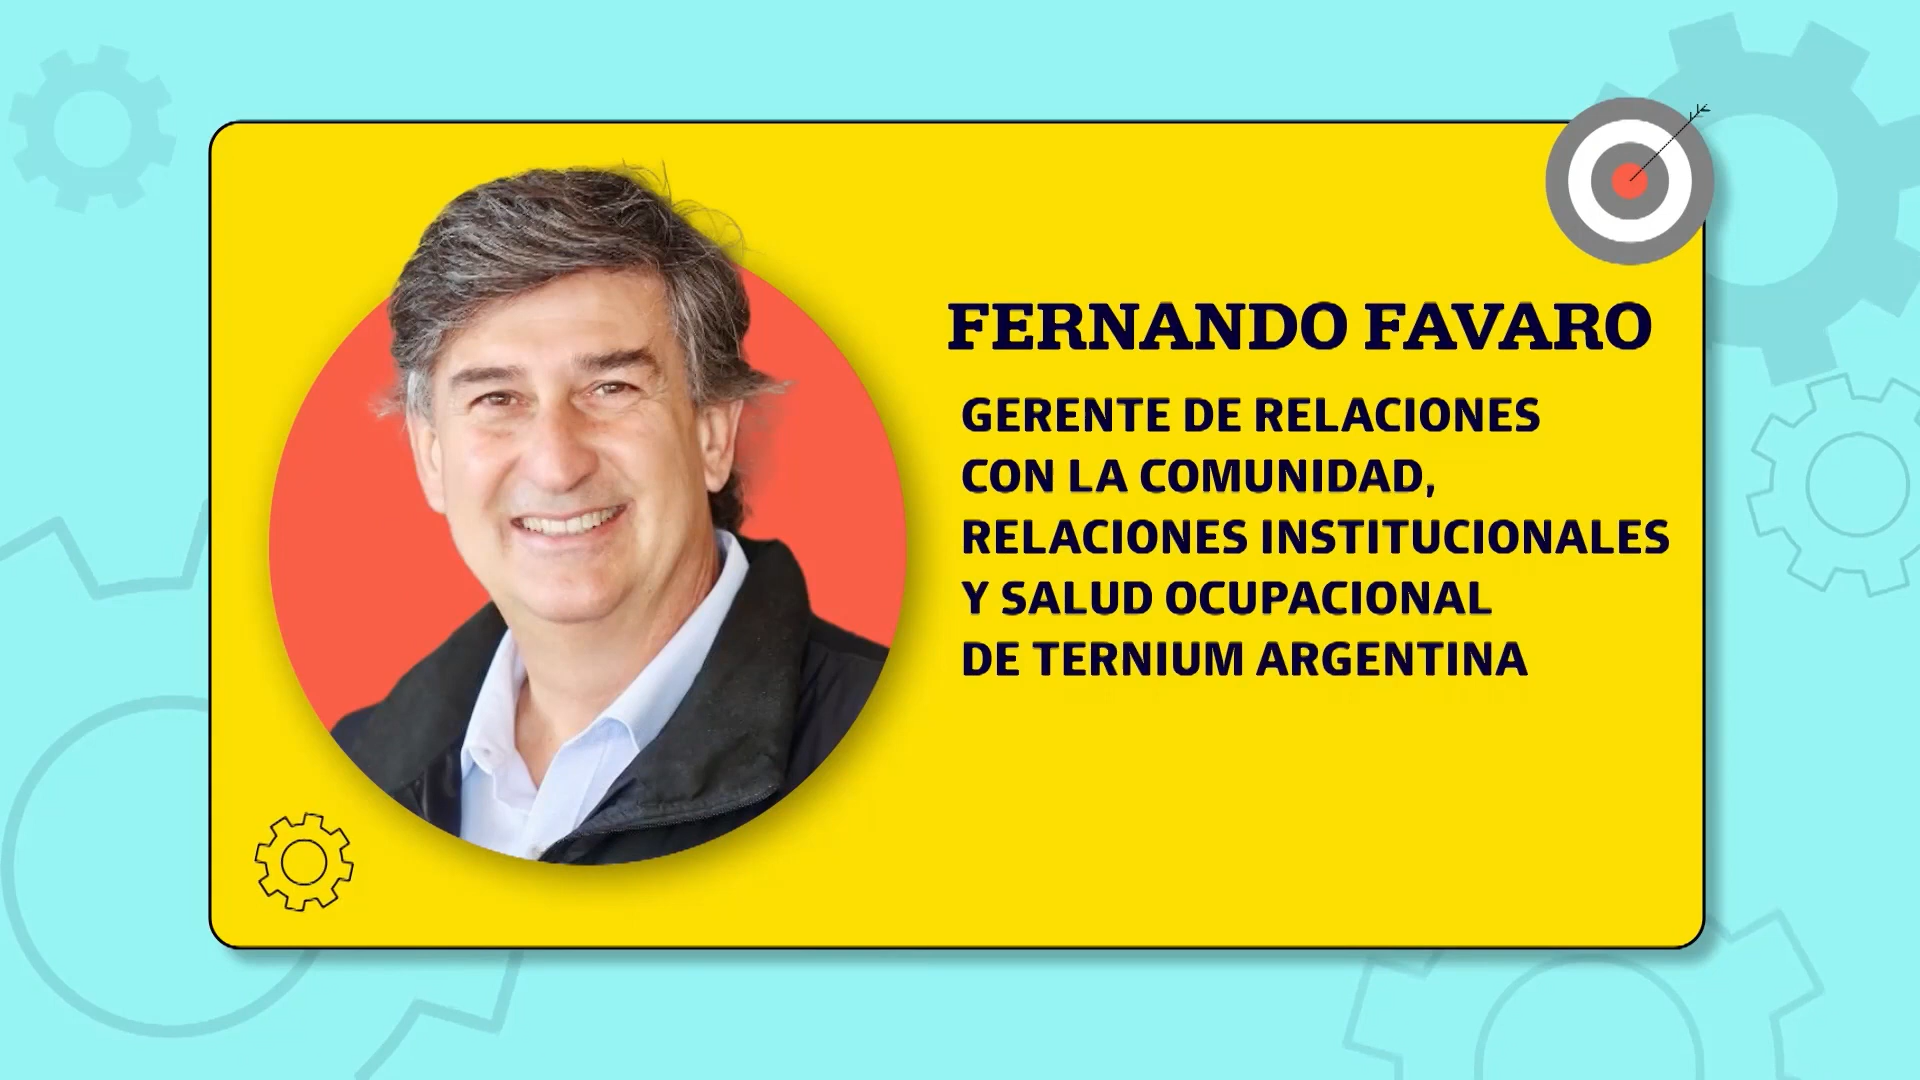 FERNANDO FAVARO
GERENTE DE RELACIONES
CON LA COMUNIDAD,
RELACIONES INSTITUCIONALES
Y SALUD OCUPACIONAL
DE TERNIUM ARGENTINA